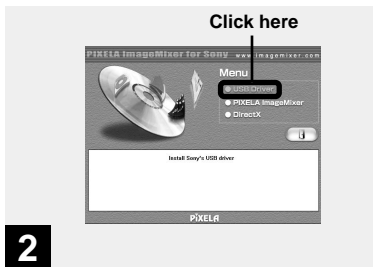 Click here
PIXELA ImageMixer for Sony www.imagemixer.com
Menu
USB Driver
PIXELA ImageMixer
DirectX
Install Sony's USB driver
PIXELA
2